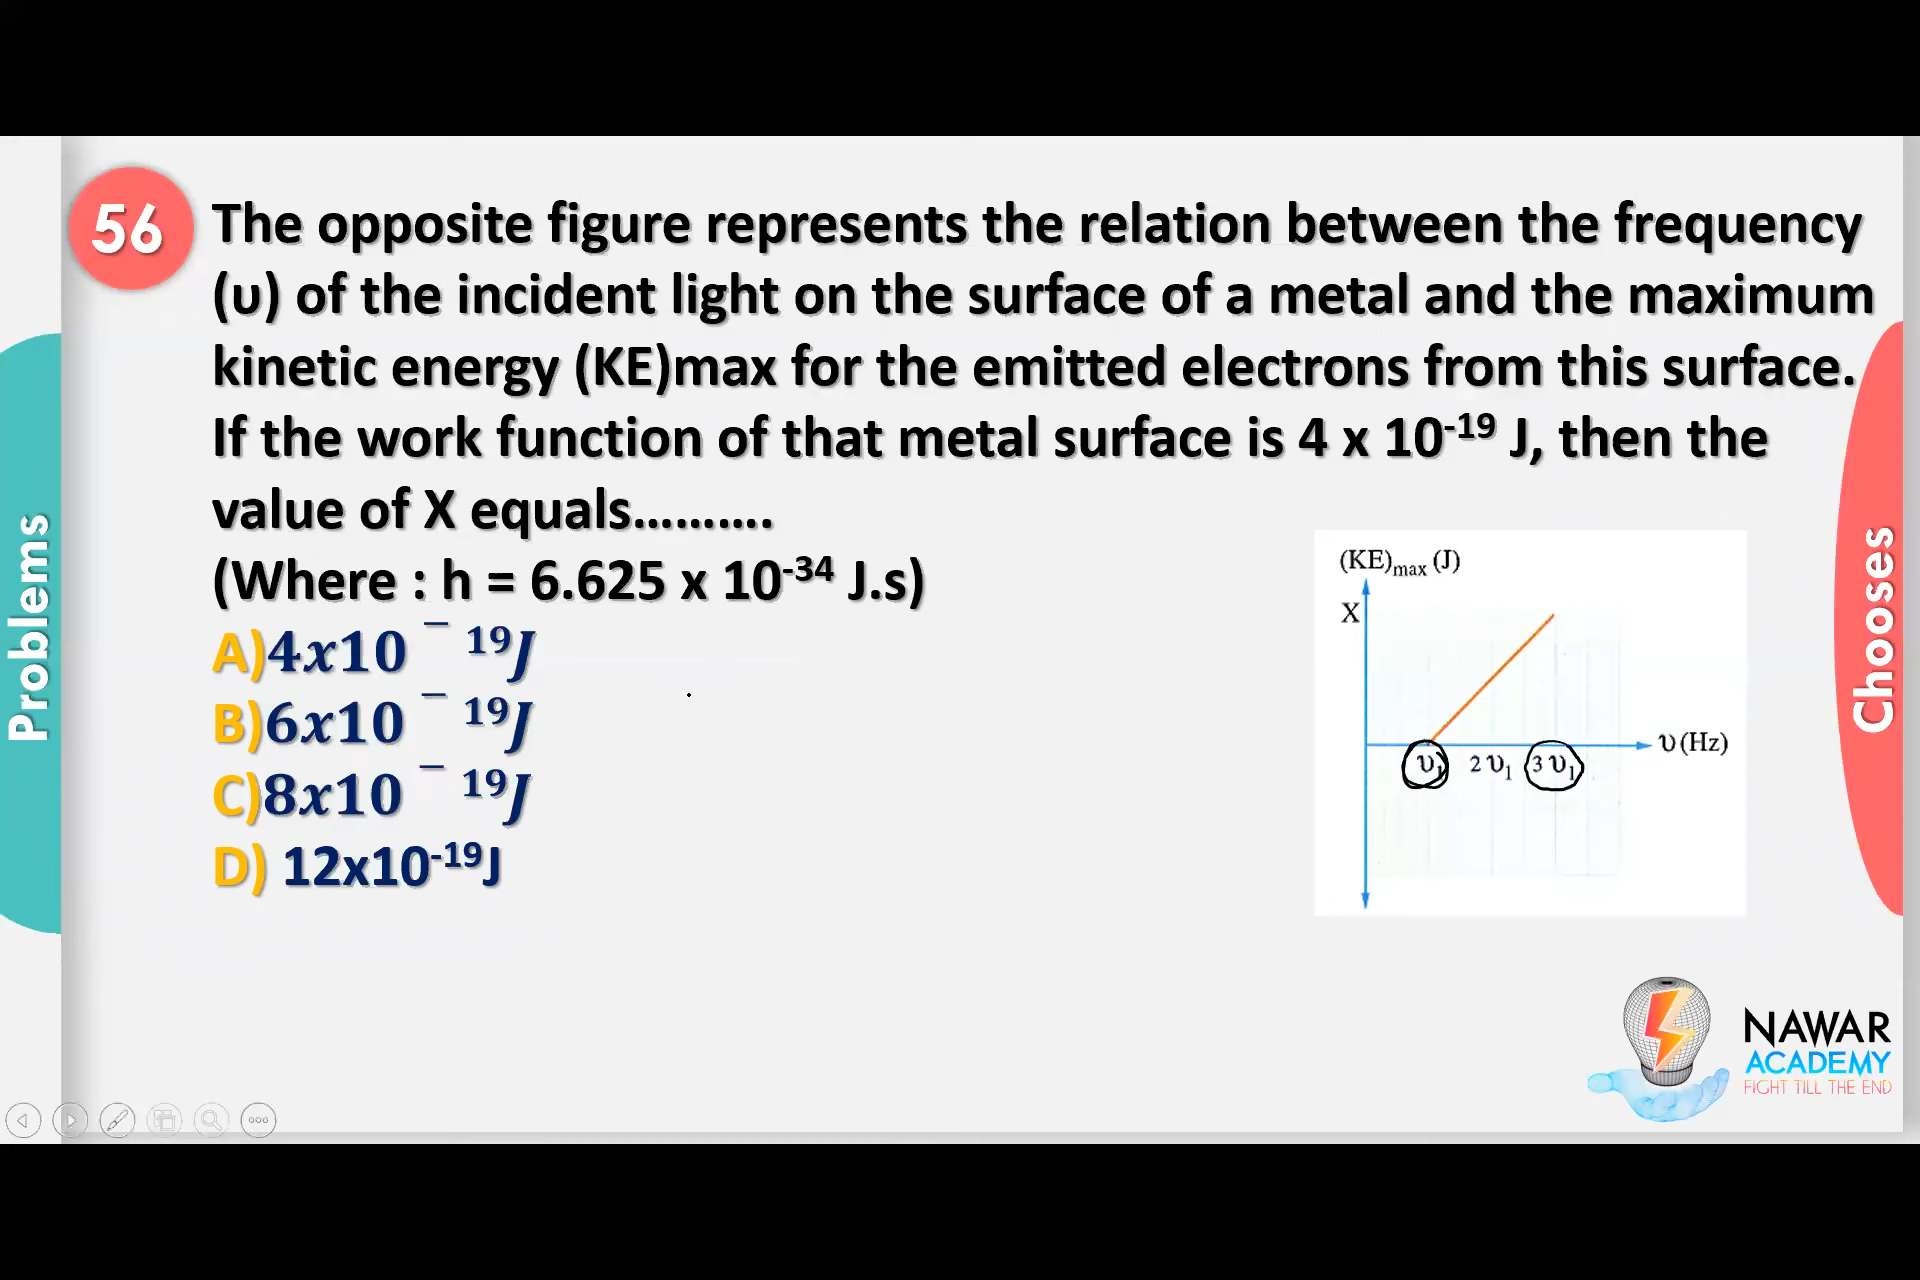 56
The opposite figure represents the relation between the frequency
(υ) of the incident light on the surface of a metal and the maximum
kinetic energy (KE)max for the emitted electrons from this surface.
If the work function of that metal surface is 4 x 10⁻¹⁹ J, then the
value of X equals..........
(Where : h = 6.625 x 10⁻³⁴ J.s)
A)4x10⁻¹⁹J
B)6x10⁻¹⁹J
C)8x10⁻¹⁹J
D) 12x10⁻¹⁹J
(KE)max (J)
X
υ (Hz)
υ₁ 2 υ₁ 3 υ₁
Problems
Chooses
NAWAR
ACADEMY
FIGHT TILL THE END